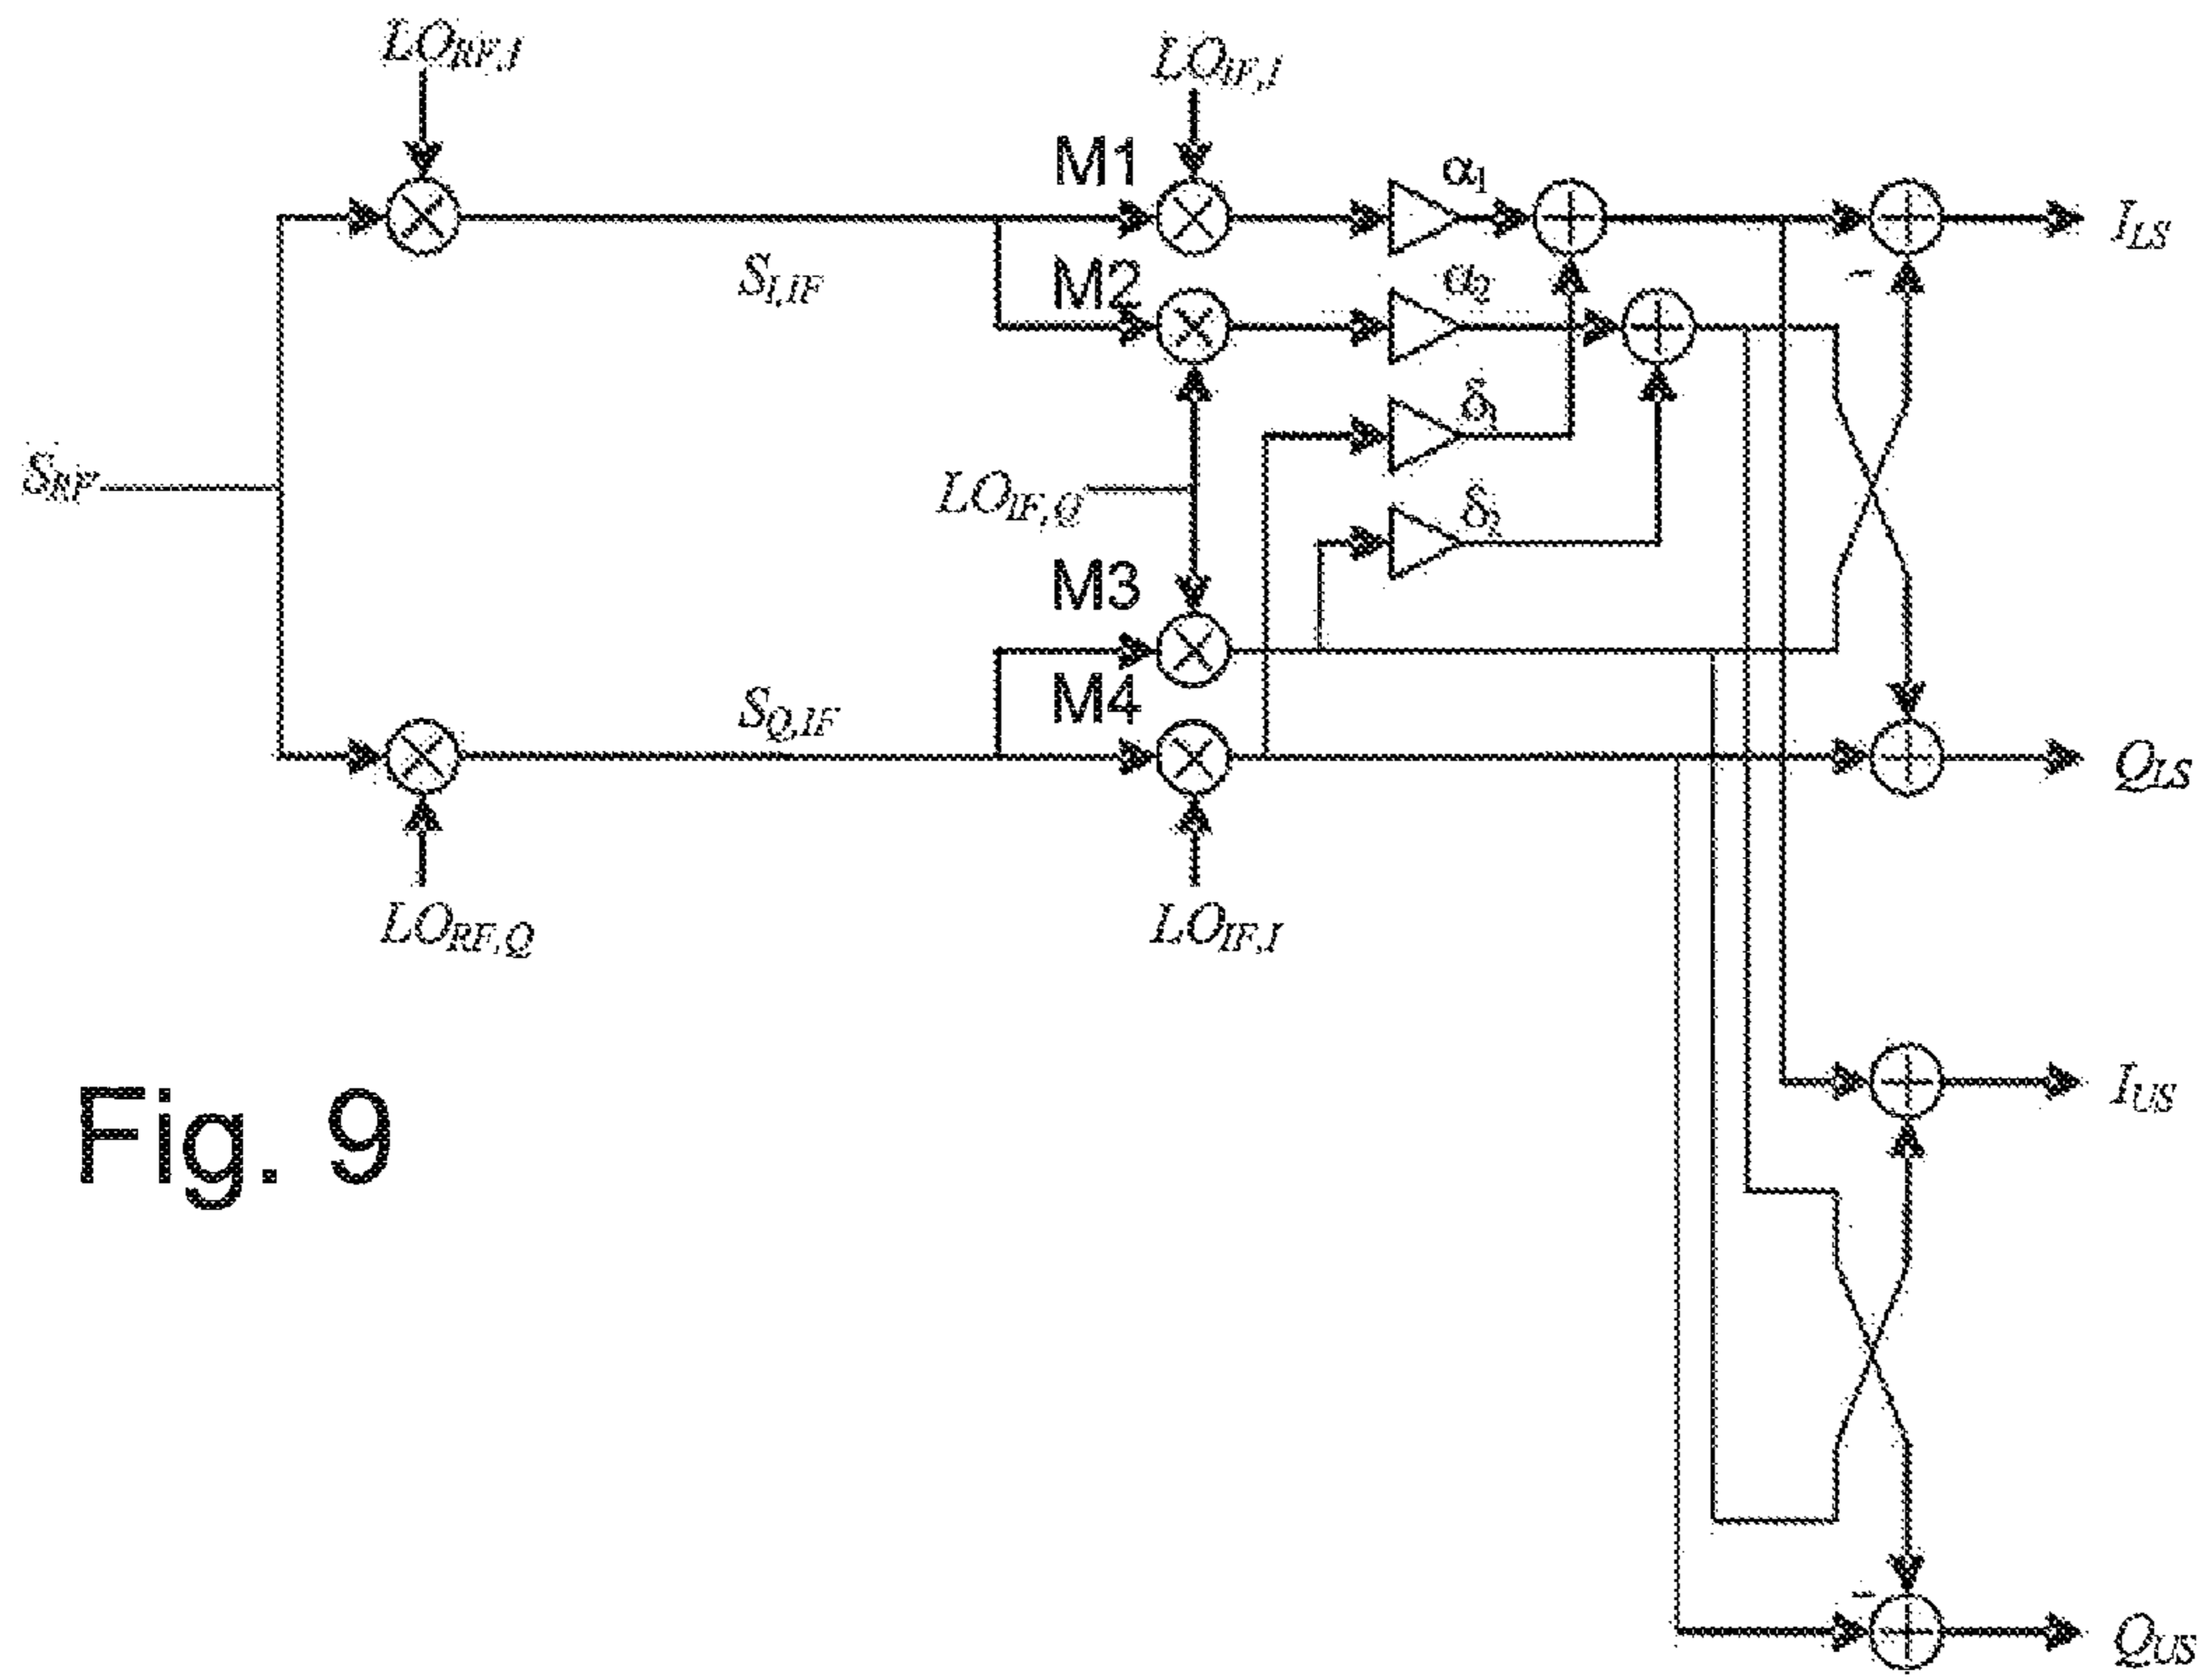 LO_RF,I
LO_IF,I
M1
α1
I_LS
S_I,IF
M2
α2
δ1
S_RF
LO_IF,Q
δ2
M3
S_Q,IF
M4
Q_LS
LO_RF,Q
LO_IF,I
I_US
Fig. 9
Q_US